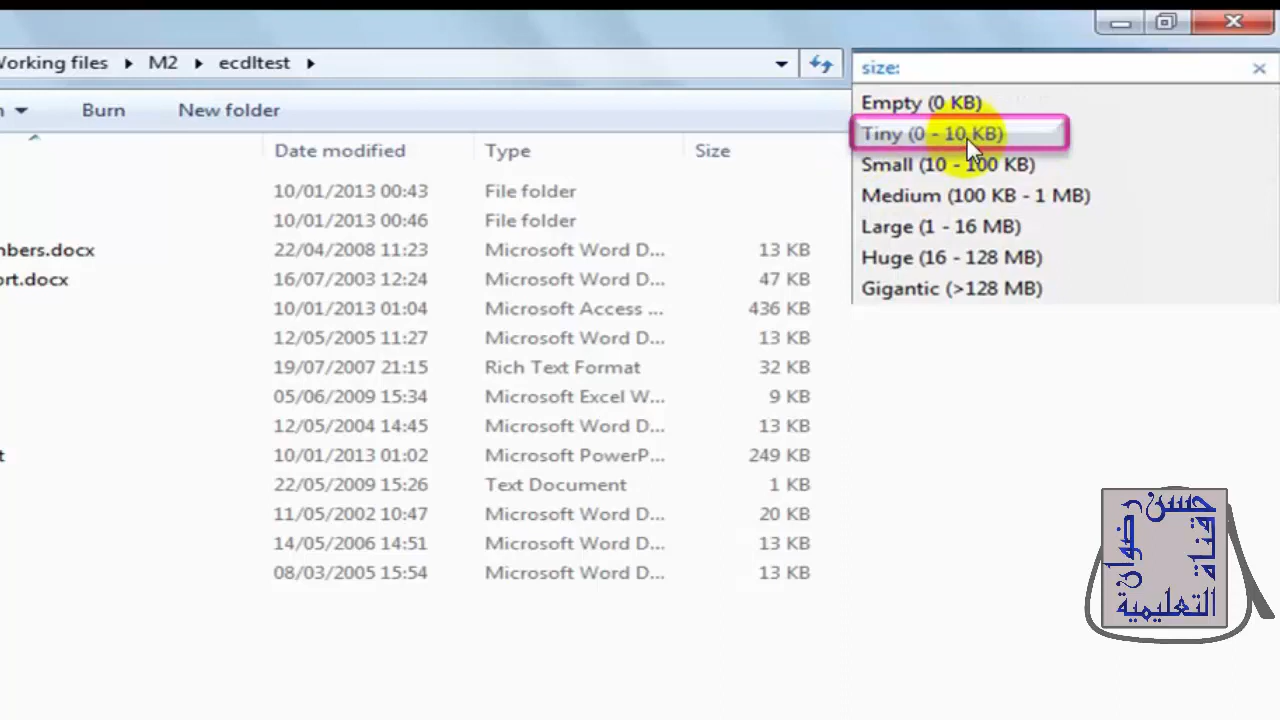 Working files ▸ M2 ▸ ecdltest ▸
size:
Burn New folder
Empty (0 KB)
Tiny (0 - 10 KB)
Small (10 - 100 KB)
Medium (100 KB - 1 MB)
Large (1 - 16 MB)
Huge (16 - 128 MB)
Gigantic (>128 MB)
Date modified Type Size
10/01/2013 00:43 File folder
10/01/2013 00:46 File folder
nbers.docx 22/04/2008 11:23 Microsoft Word D... 13 KB
ort.docx 16/07/2003 12:24 Microsoft Word D... 47 KB
10/01/2013 01:04 Microsoft Access ... 436 KB
12/05/2005 11:27 Microsoft Word D... 13 KB
19/07/2007 21:15 Rich Text Format 32 KB
05/06/2009 15:34 Microsoft Excel W... 9 KB
12/05/2004 14:45 Microsoft Word D... 13 KB
t 10/01/2013 01:02 Microsoft PowerP... 249 KB
22/05/2009 15:26 Text Document 1 KB
11/05/2002 10:47 Microsoft Word D... 20 KB
14/05/2006 14:51 Microsoft Word D... 13 KB
08/03/2005 15:54 Microsoft Word D... 13 KB
حسن
رضوان
قناة
التعليمية